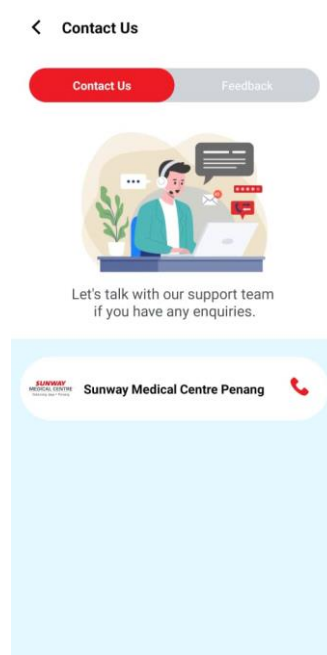 Contact Us
Contact Us
Feedback
Let's talk with our support team
if you have any enquiries.
SUNWAY
MEDICAL CENTRE
Sunway Medical Centre Penang